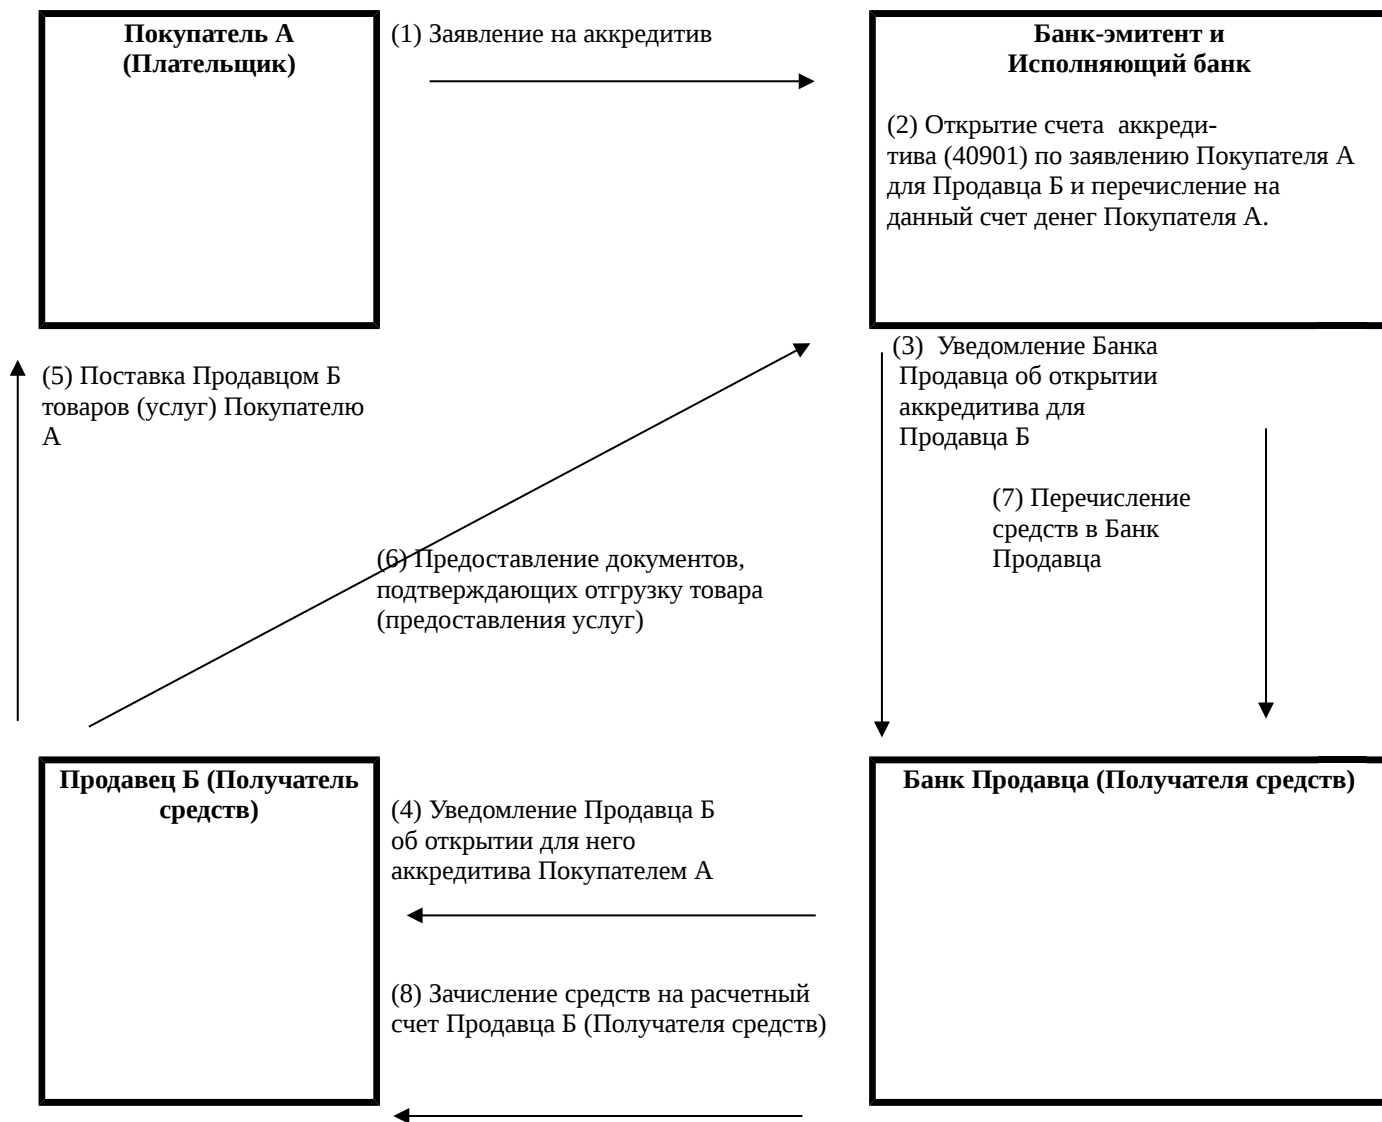 Покупатель А
(Плательщик)
(1) Заявление на аккредитив
Банк-эмитент и
Исполняющий банк
(2) Открытие счета  аккреди-
тива (40901) по заявлению Покупателя А
для Продавца Б и перечисление на
данный счет денег Покупателя А.
(5) Поставка Продавцом Б
товаров (услуг) Покупателю
А
(3)  Уведомление Банка
Продавца об открытии
аккредитива для
Продавца Б
(7) Перечисление
средств в Банк
Продавца
(6) Предоставление документов,
подтверждающих отгрузку товара
(предоставления услуг)
Продавец Б (Получатель
средств)
(4) Уведомление Продавца Б
об открытии для него
аккредитива Покупателем А
(8) Зачисление средств на расчетный
счет Продавца Б (Получателя средств)
Банк Продавца (Получателя средств)